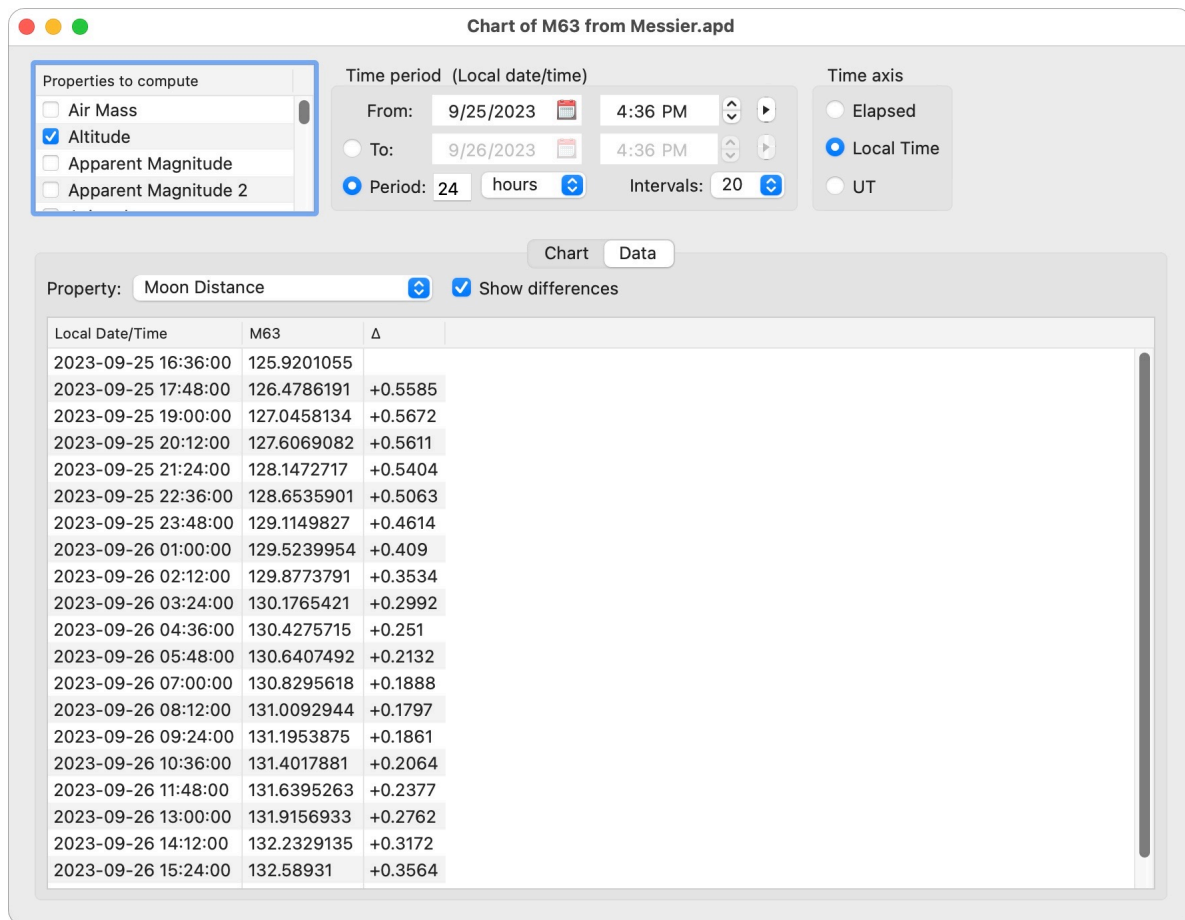 Chart of M63 from Messier.apd
Properties to compute
Air Mass
Altitude
Apparent Magnitude
Apparent Magnitude 2
Time period (Local date/time)
From: 9/25/2023 4:36 PM
To: 9/26/2023 4:36 PM
Period: 24 hours Intervals: 20
Time axis
Elapsed
Local Time
UT
Chart Data
Property: Moon Distance Show differences
Local Date/Time M63 Δ
2023-09-25 16:36:00 125.9201055
2023-09-25 17:48:00 126.4786191 +0.5585
2023-09-25 19:00:00 127.0458134 +0.5672
2023-09-25 20:12:00 127.6069082 +0.5611
2023-09-25 21:24:00 128.1472717 +0.5404
2023-09-25 22:36:00 128.6535901 +0.5063
2023-09-25 23:48:00 129.1149827 +0.4614
2023-09-26 01:00:00 129.5239954 +0.409
2023-09-26 02:12:00 129.8773791 +0.3534
2023-09-26 03:24:00 130.1765421 +0.2992
2023-09-26 04:36:00 130.4275715 +0.251
2023-09-26 05:48:00 130.6407492 +0.2132
2023-09-26 07:00:00 130.8295618 +0.1888
2023-09-26 08:12:00 131.0092944 +0.1797
2023-09-26 09:24:00 131.1953875 +0.1861
2023-09-26 10:36:00 131.4017881 +0.2064
2023-09-26 11:48:00 131.6395263 +0.2377
2023-09-26 13:00:00 131.9156933 +0.2762
2023-09-26 14:12:00 132.2329135 +0.3172
2023-09-26 15:24:00 132.58931 +0.3564